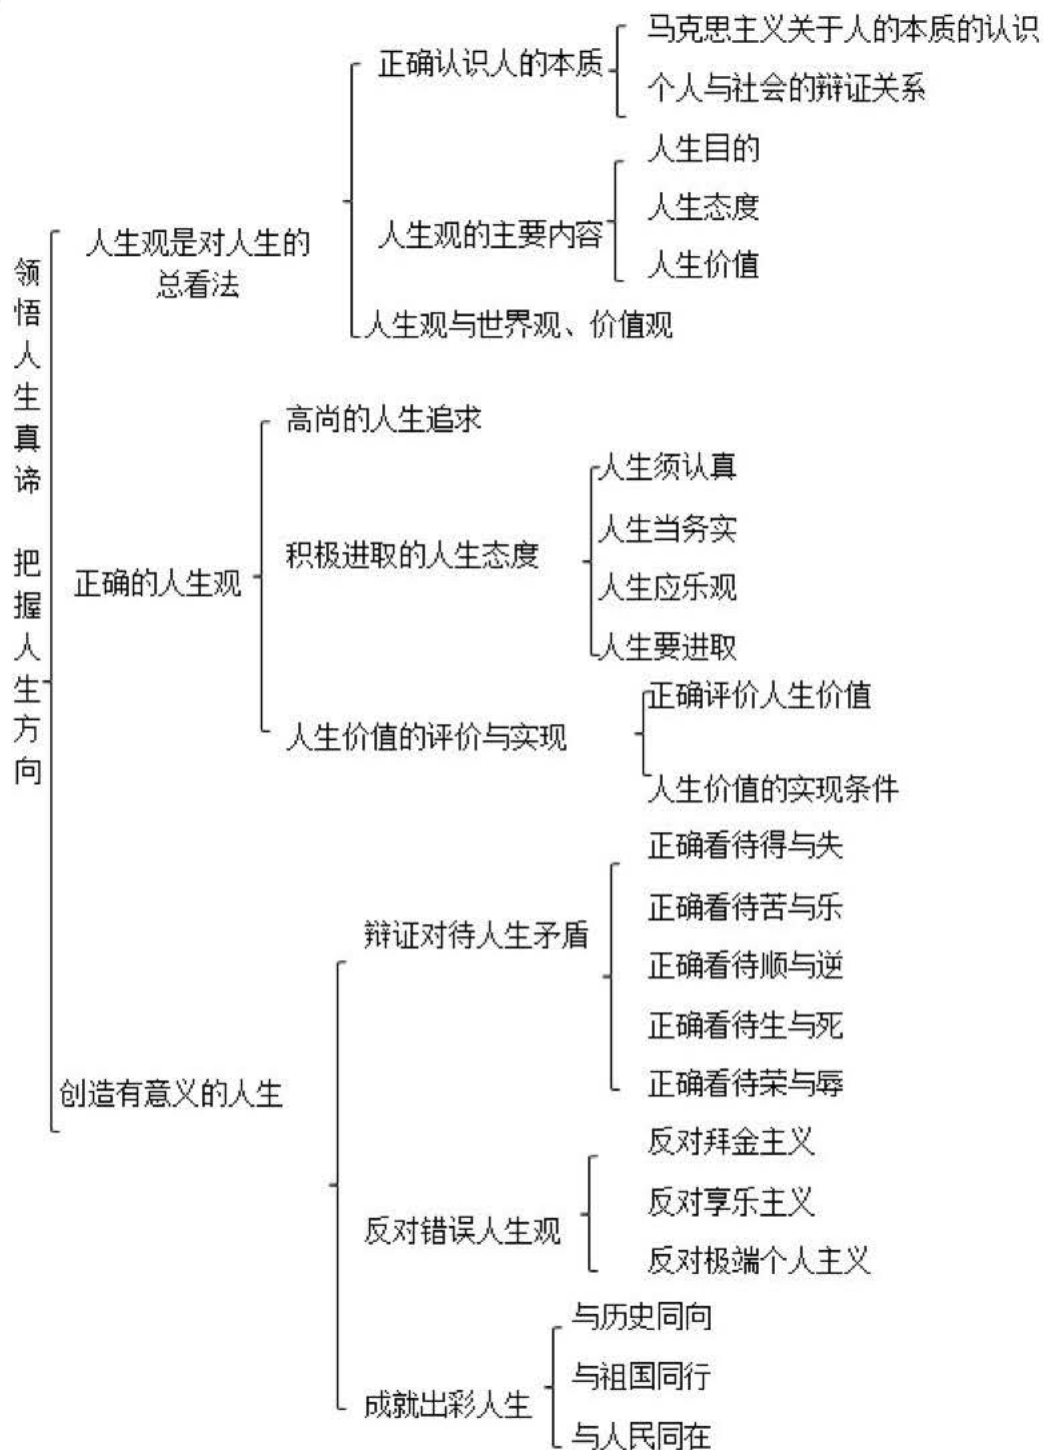 领悟人生真谛 把握人生方向
人生观是对人生的
总看法
正确认识人的本质
马克思主义关于人的本质的认识
个人与社会的辩证关系
人生观的主要内容
人生目的
人生态度
人生价值
人生观与世界观、价值观
正确的人生观
高尚的人生追求
积极进取的人生态度
人生须认真
人生当务实
人生应乐观
人生要进取
人生价值的评价与实现
正确评价人生价值
人生价值的实现条件
创造有意义的人生
辩证对待人生矛盾
正确看待得与失
正确看待苦与乐
正确看待顺与逆
正确看待生与死
正确看待荣与辱
反对错误人生观
反对拜金主义
反对享乐主义
反对极端个人主义
成就出彩人生
与历史同向
与祖国同行
与人民同在